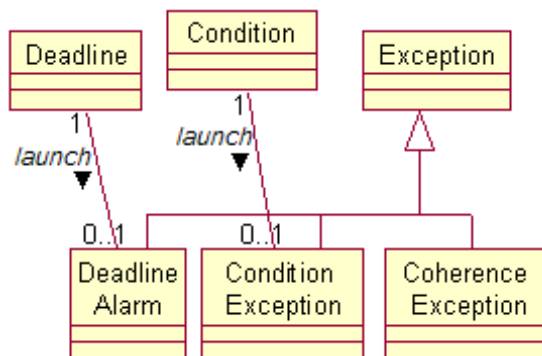 Deadline
Condition
Exception
1
launch
▼
1
launch
▼
0..1
0..1
Deadline
Alarm
Condition
Exception
Coherence
Exception